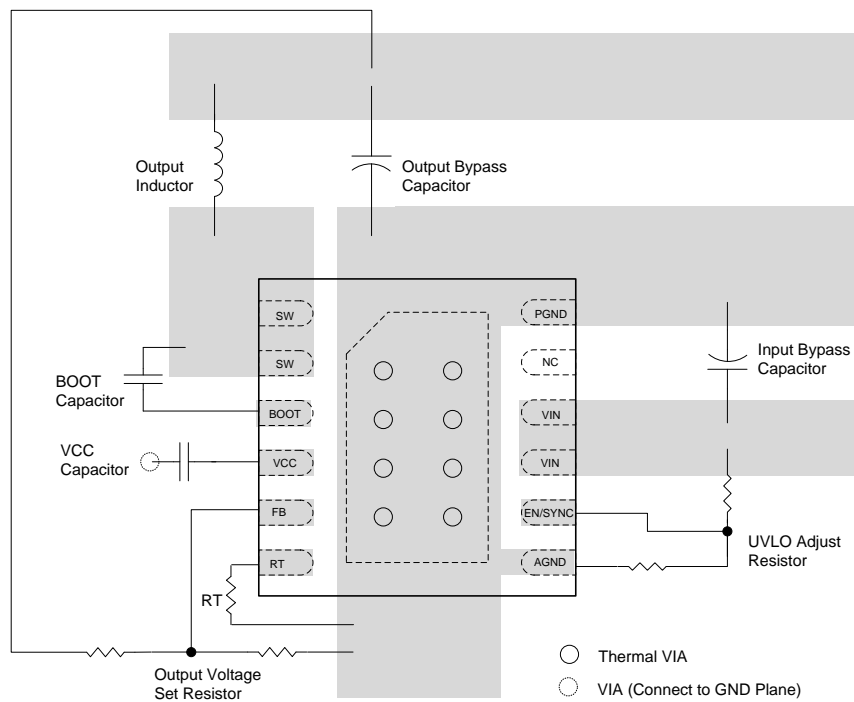 Output
Inductor
Output Bypass
Capacitor
SW
PGND
SW
NC
Input Bypass
Capacitor
BOOT
Capacitor
BOOT
VIN
VCC
Capacitor
VCC
VIN
FB
EN/SYNC
UVLO Adjust
Resistor
RT
AGND
RT
Output Voltage
Set Resistor
Thermal VIA
VIA (Connect to GND Plane)